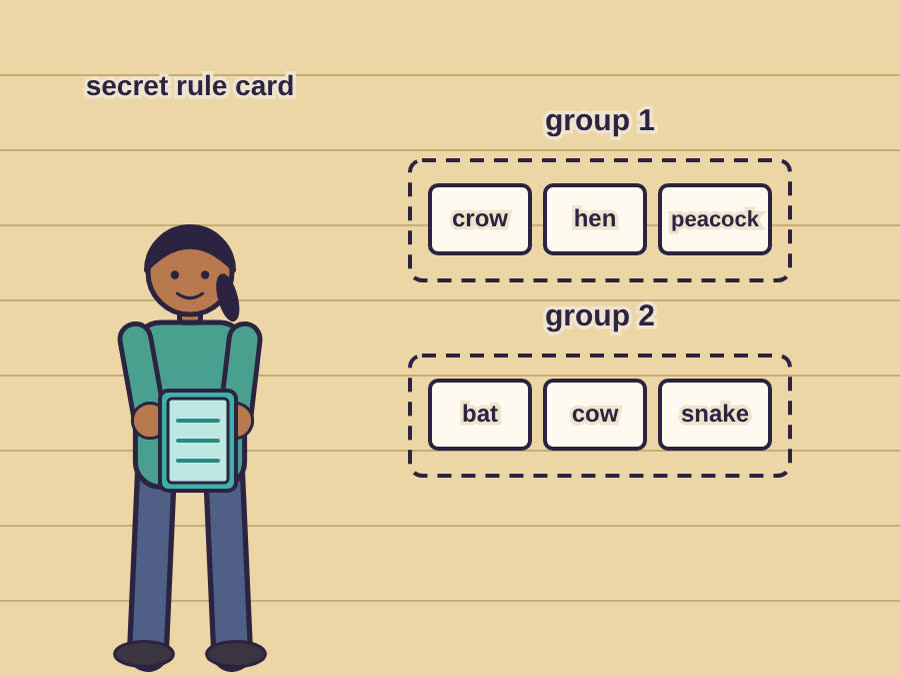 secret rule card
group 1
crow hen peacock
group 2
bat cow snake